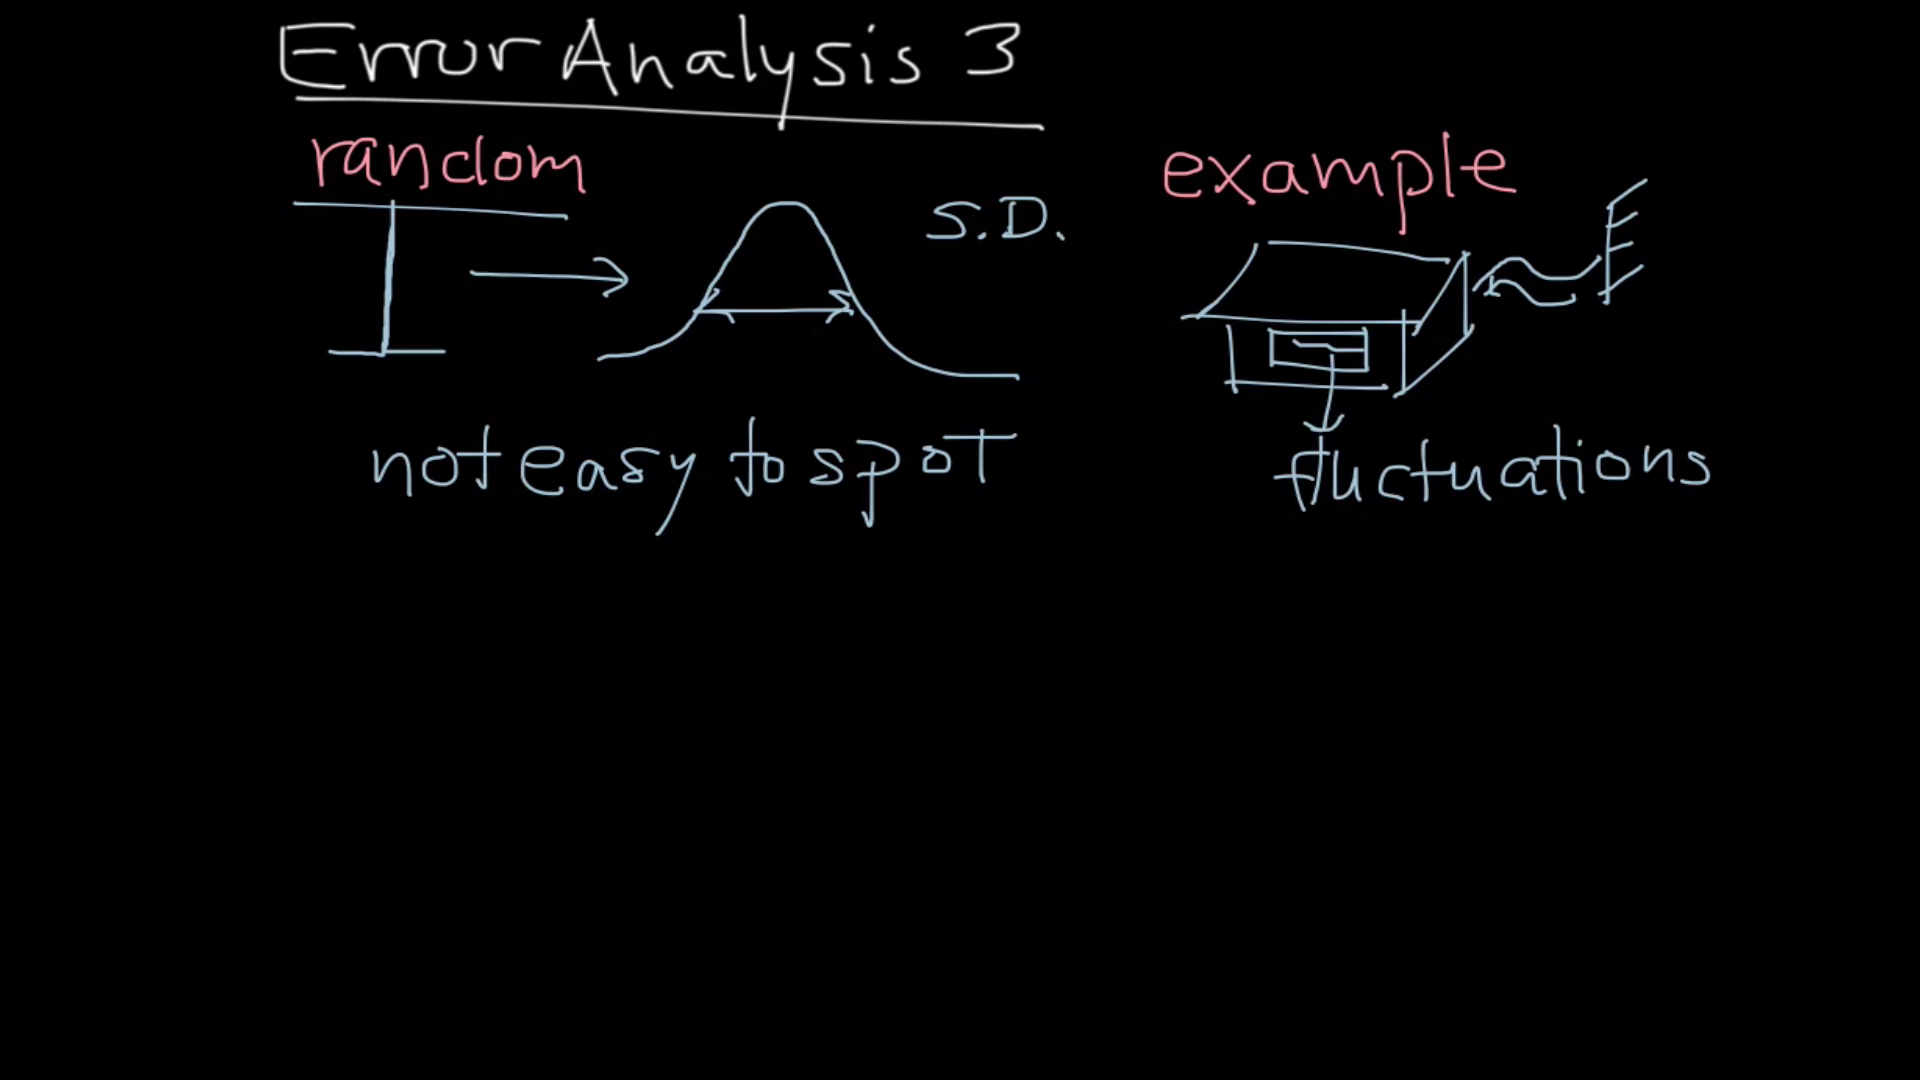 Error Analysis 3
random
example
S.D.
not easy to spot
fluctuations